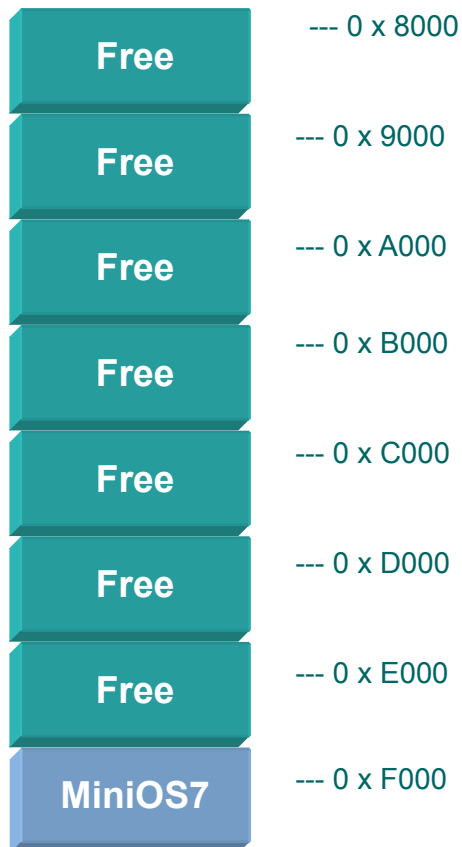 Free --- 0 x 8000
Free --- 0 x 9000
Free --- 0 x A000
Free --- 0 x B000
Free --- 0 x C000
Free --- 0 x D000
Free --- 0 x E000
MiniOS7 --- 0 x F000